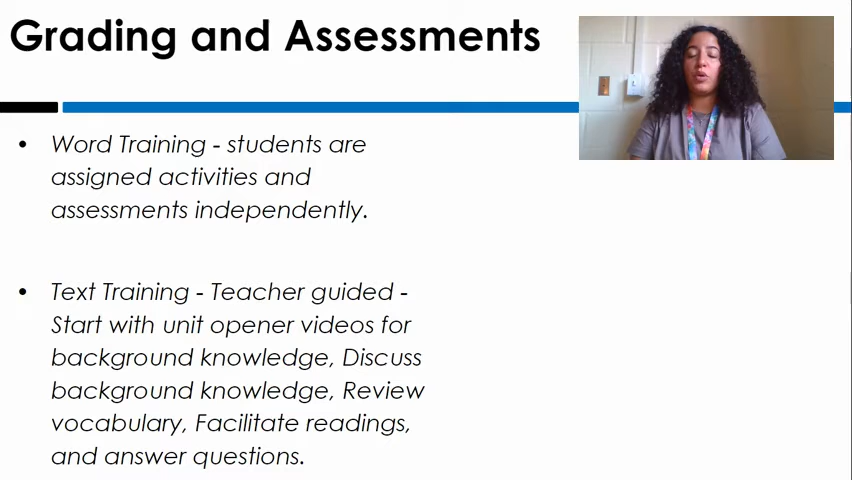 Grading and Assessments
• Word Training - students are
assigned activities and
assessments independently.
• Text Training - Teacher guided -
Start with unit opener videos for
background knowledge, Discuss
background knowledge, Review
vocabulary, Facilitate readings,
and answer questions.